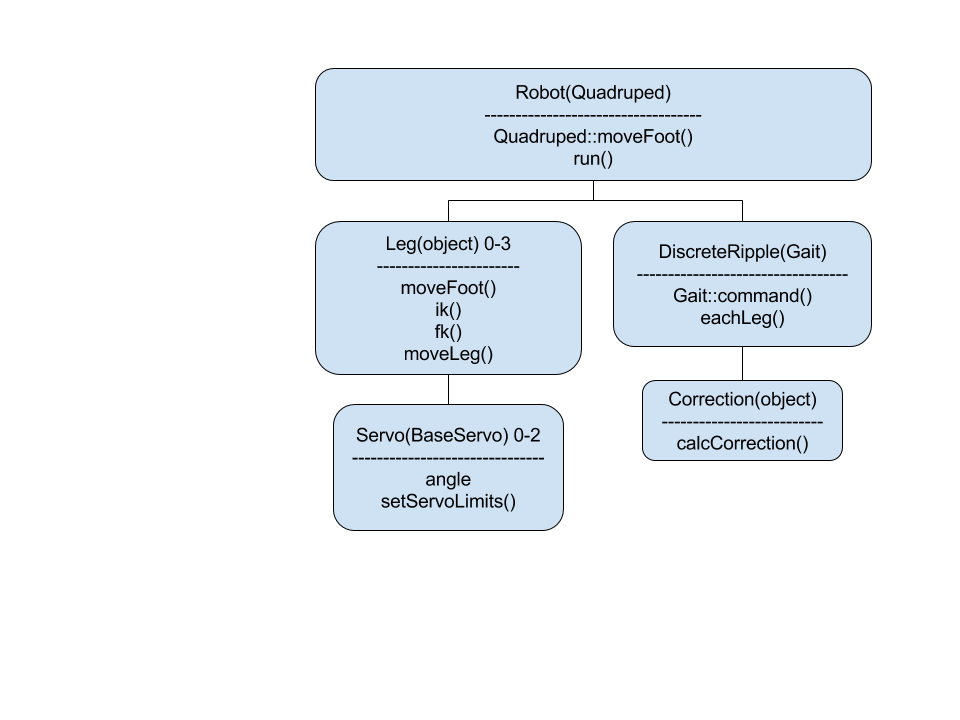 Robot(Quadruped)
-----------------------------------
Quadruped::moveFoot()
run()
Leg(object) 0-3
-----------------------
moveFoot()
ik()
fk()
moveLeg()
DiscreteRipple(Gait)
----------------------------------
Gait::command()
eachLeg()
Servo(BaseServo) 0-2
-------------------------------
angle
setServoLimits()
Correction(object)
--------------------------
calcCorrection()